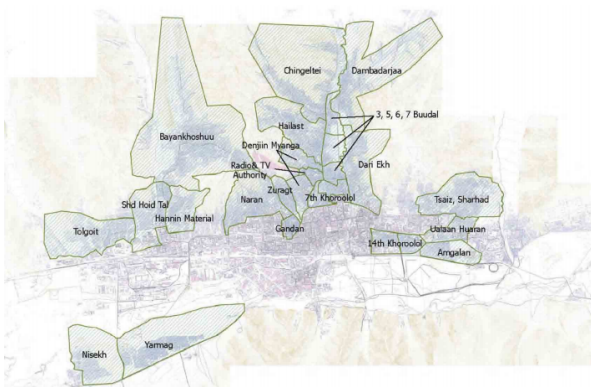 Chingeltei
Dambadarjaa
3, 5, 6, 7 Buudal
Hailast
Bayankhoshuu
Denjiin Myanga
Radio& TV
Authority
Dari Ekh
Shd Hoid Tal
Hannin Material
Naran
Zuragt
7th Khoroolol
Tsaiz, Sharhad
Tolgoit
Gandan
Ualaan Huaran
14th Khoroolol
Amgalan
Nisekh
Yarmag